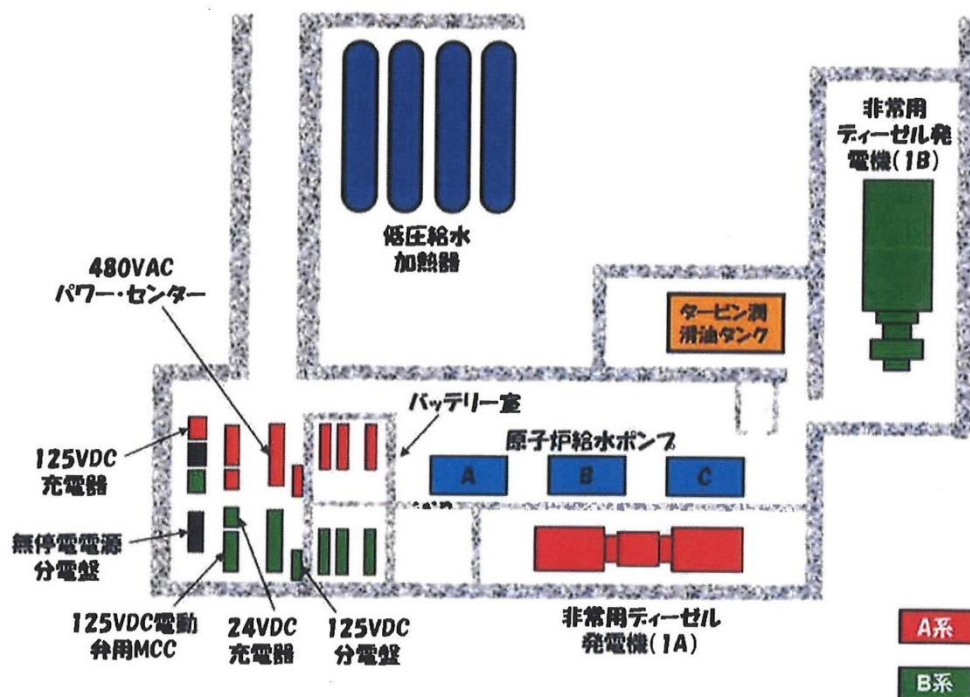 非常用
ディーゼル発
電機(1B)
低圧給水
加熱器
480VAC
パワー・センター
タービン潤
滑油タンク
バッテリー室
原子炉給水ポンプ
125VDC
充電器
A
B
C
無停電電源
分電盤
125VDC電動
弁用MCC
24VDC
充電器
125VDC
分電盤
非常用ディーゼル
発電機(1A)
A系
B系